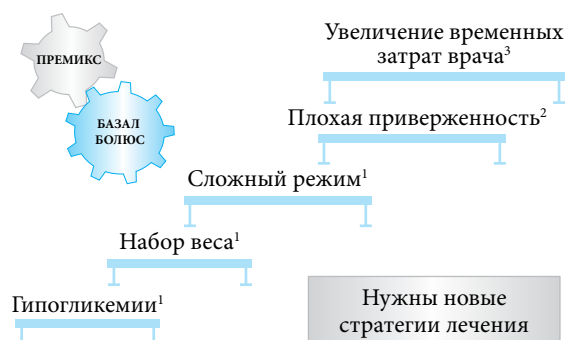 ПРЕМИКС
БАЗАЛ
БОЛЮС
Увеличение временных
затрат врача³
Плохая приверженность²
Сложный режим¹
Набор веса¹
Гипогликемии¹
Нужны новые
стратегии лечения